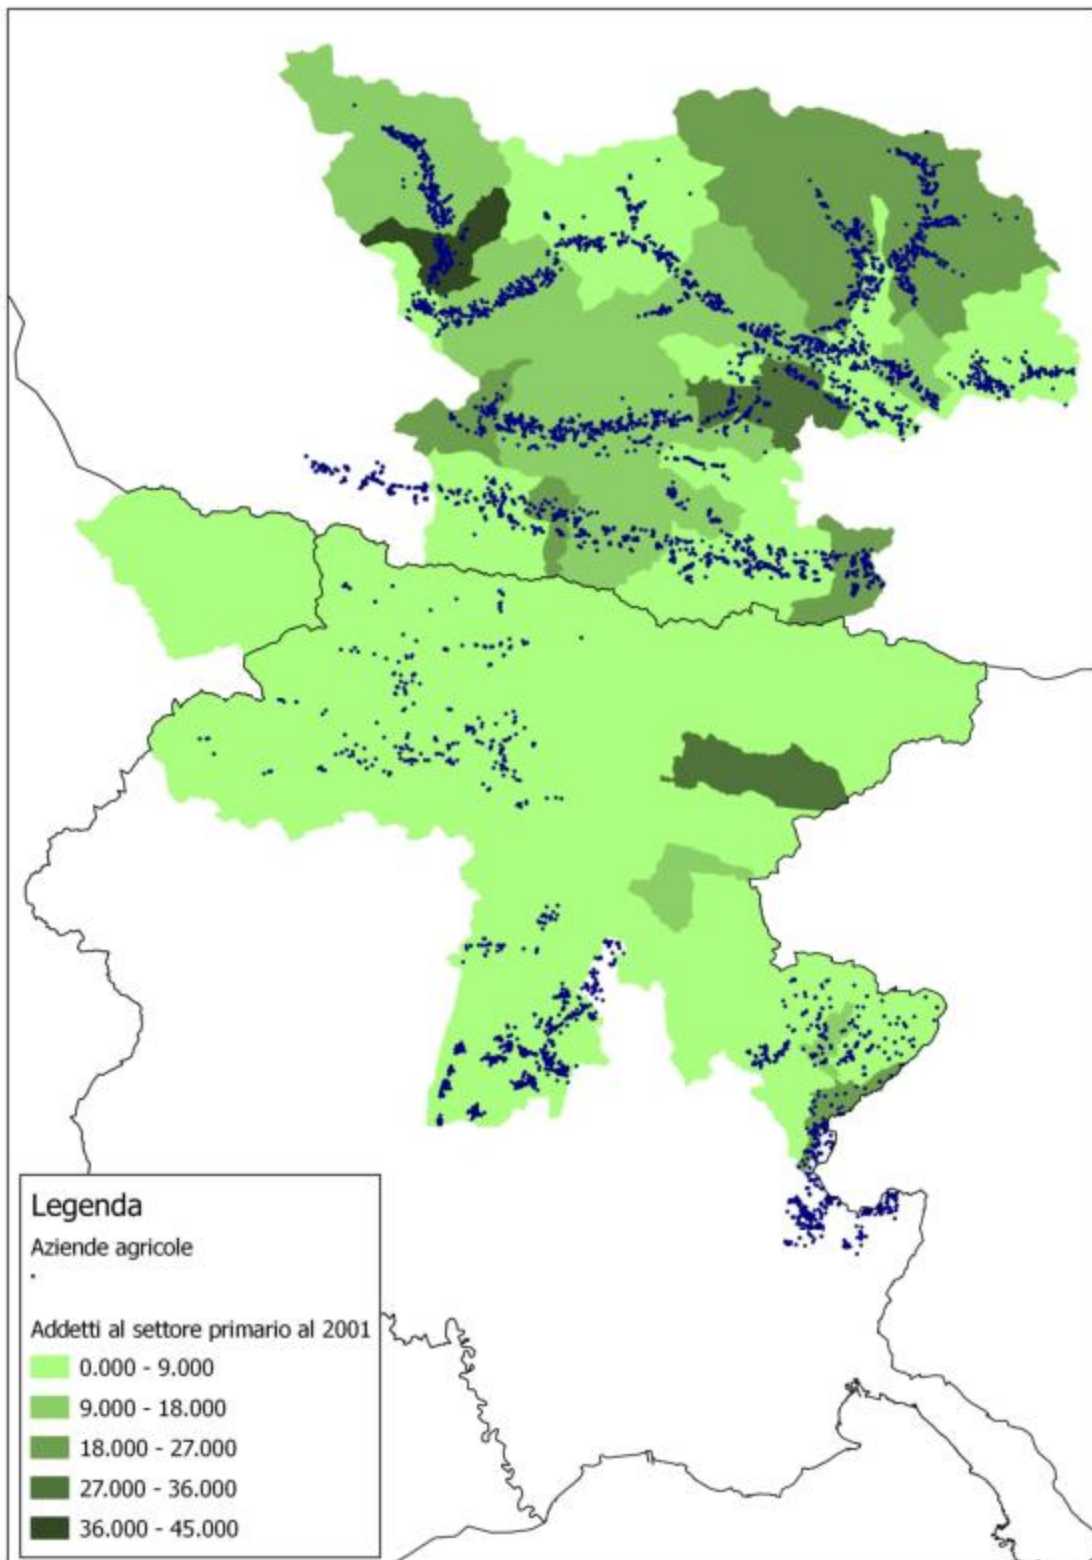 Legenda
Aziende agricole
Addetti al settore primario al 2001
0.000 - 9.000
9.000 - 18.000
18.000 - 27.000
27.000 - 36.000
36.000 - 45.000